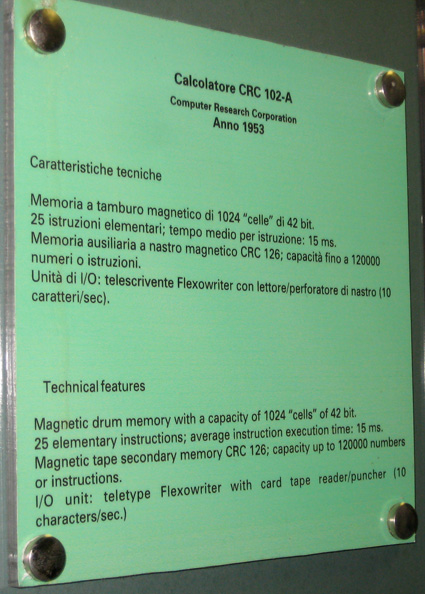 Calcolatore CRC 102-A
Computer Research Corporation
Anno 1953
Caratteristiche tecniche
Memoria a tamburo magnetico di 1024 "celle" di 42 bit.
25 istruzioni elementari; tempo medio per istruzione: 15 ms.
Memoria ausiliaria a nastro magnetico CRC 126; capacità fino a 120000
numeri o istruzioni.
Unità di I/O: telescrivente Flexowriter con lettore/perforatore di nastro (10
caratteri/sec).
Technical features
Magnetic drum memory with a capacity of 1024 "cells" of 42 bit.
25 elementary instructions; average instruction execution time: 15 ms.
Magnetic tape secondary memory CRC 126; capacity up to 120000 numbers
or instructions.
I/O unit: teletype Flexowriter with card tape reader/puncher (10
characters/sec.)